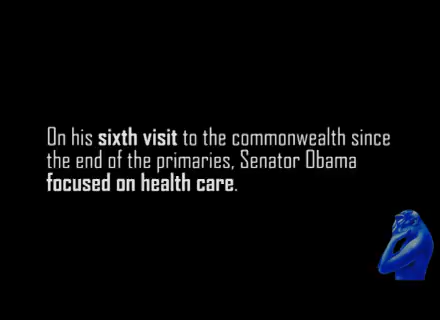 On his sixth visit to the commonwealth since
the end of the primaries, Senator Obama
focused on health care.